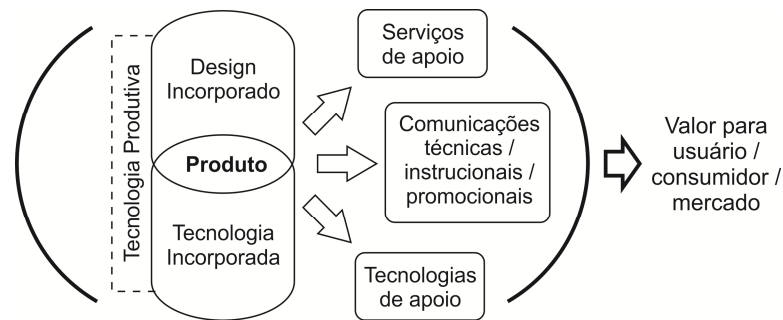 Tecnologia Produtiva
Design
Incorporado
Produto
Tecnologia
Incorporada
Serviços
de apoio
Comunicações
técnicas /
instrucionais /
promocionais
Tecnologias
de apoio
Valor para
usuário /
consumidor /
mercado